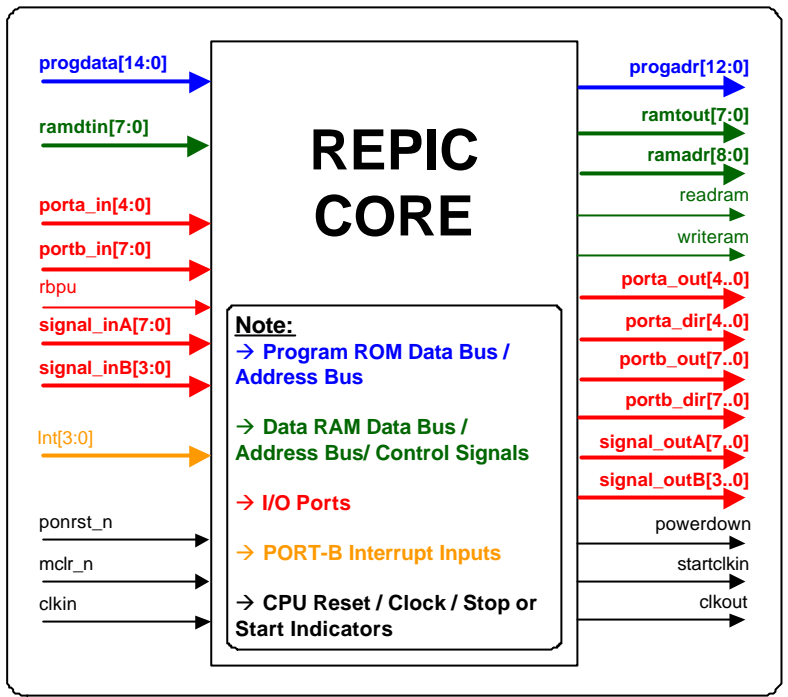 progdata[14:0]
ramdtin[7:0]
porta_in[4:0]
portb_in[7:0]
rbpu
signal_inA[7:0]
signal_inB[3:0]
Int[3:0]
ponrst_n
mclr_n
clkin
REPIC
CORE
Note:
→ Program ROM Data Bus /
Address Bus
→ Data RAM Data Bus /
Address Bus/ Control Signals
→ I/O Ports
→ PORT-B Interrupt Inputs
→ CPU Reset / Clock / Stop or
Start Indicators
progadr[12:0]
ramtout[7:0]
ramadr[8:0]
readram
writeram
porta_out[4..0]
porta_dir[4..0]
portb_out[7..0]
portb_dir[7..0]
signal_outA[7..0]
signal_outB[3..0]
powerdown
startclkin
clkout